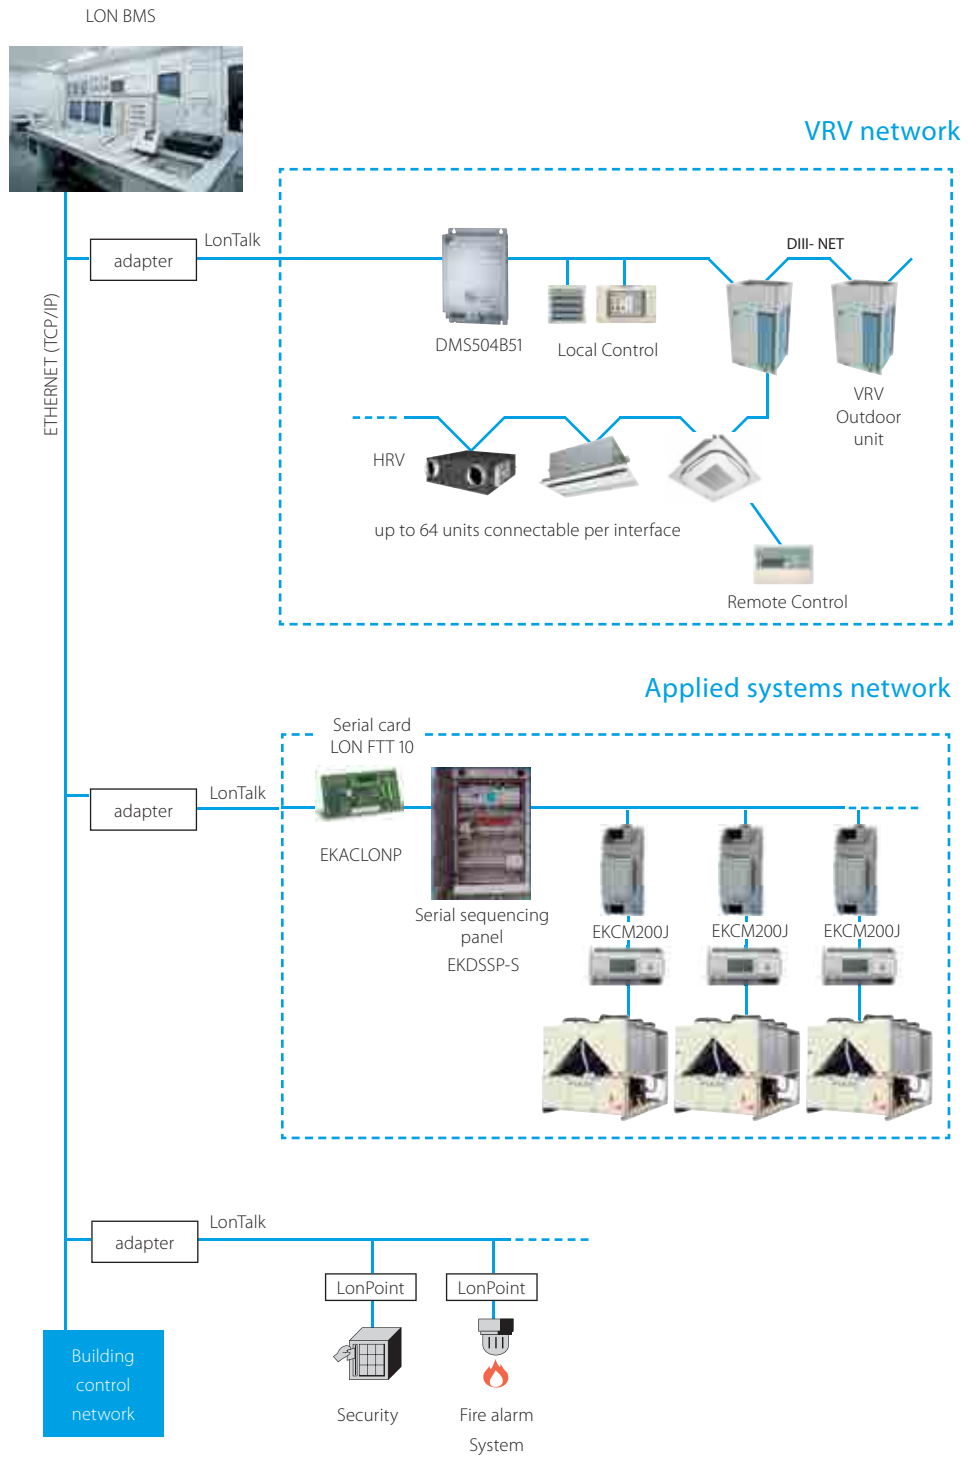 LON BMS
VRV network
adapter
LonTalk
DIII- NET
ETHERNET (TCP/IP)
DMS504B51
Local Control
VRV
Outdoor
unit
HRV
up to 64 units connectable per interface
Remote Control
Applied systems network
Serial card
LON FTT 10
adapter
LonTalk
EKACLONP
Serial sequencing
panel
EKDSSP-S
EKCM200J
EKCM200J
EKCM200J
adapter
LonTalk
LonPoint
LonPoint
Building
control
network
Security
Fire alarm
System